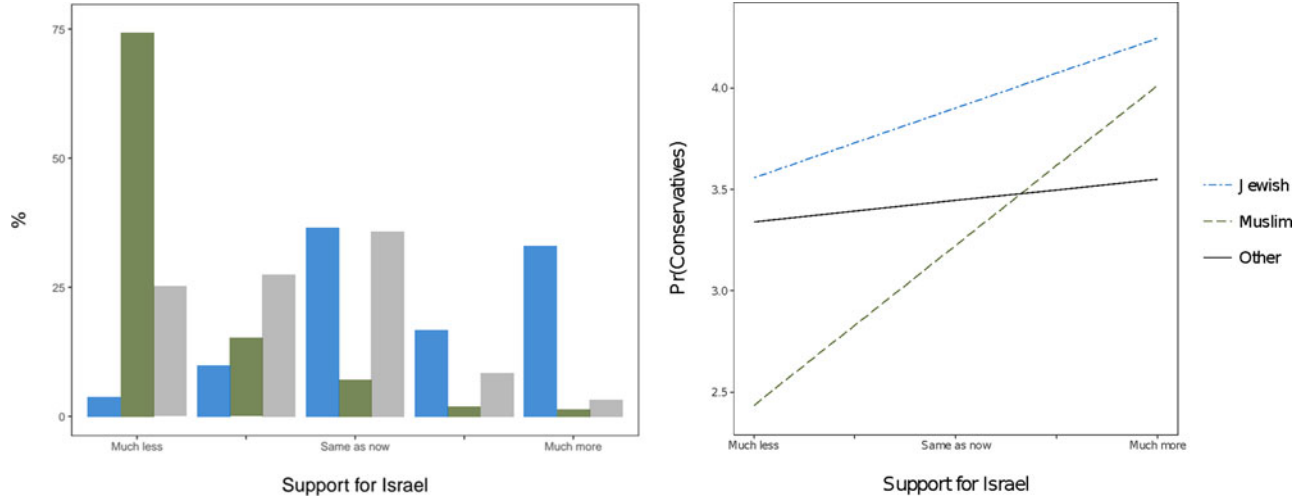 75
50
25
0
%
Much less
Same as now
Much more
Support for Israel
4.0
3.5
3.0
2.5
Pr(Conservatives)
Much less
Same as now
Much more
Support for Israel
Jewish
Muslim
Other